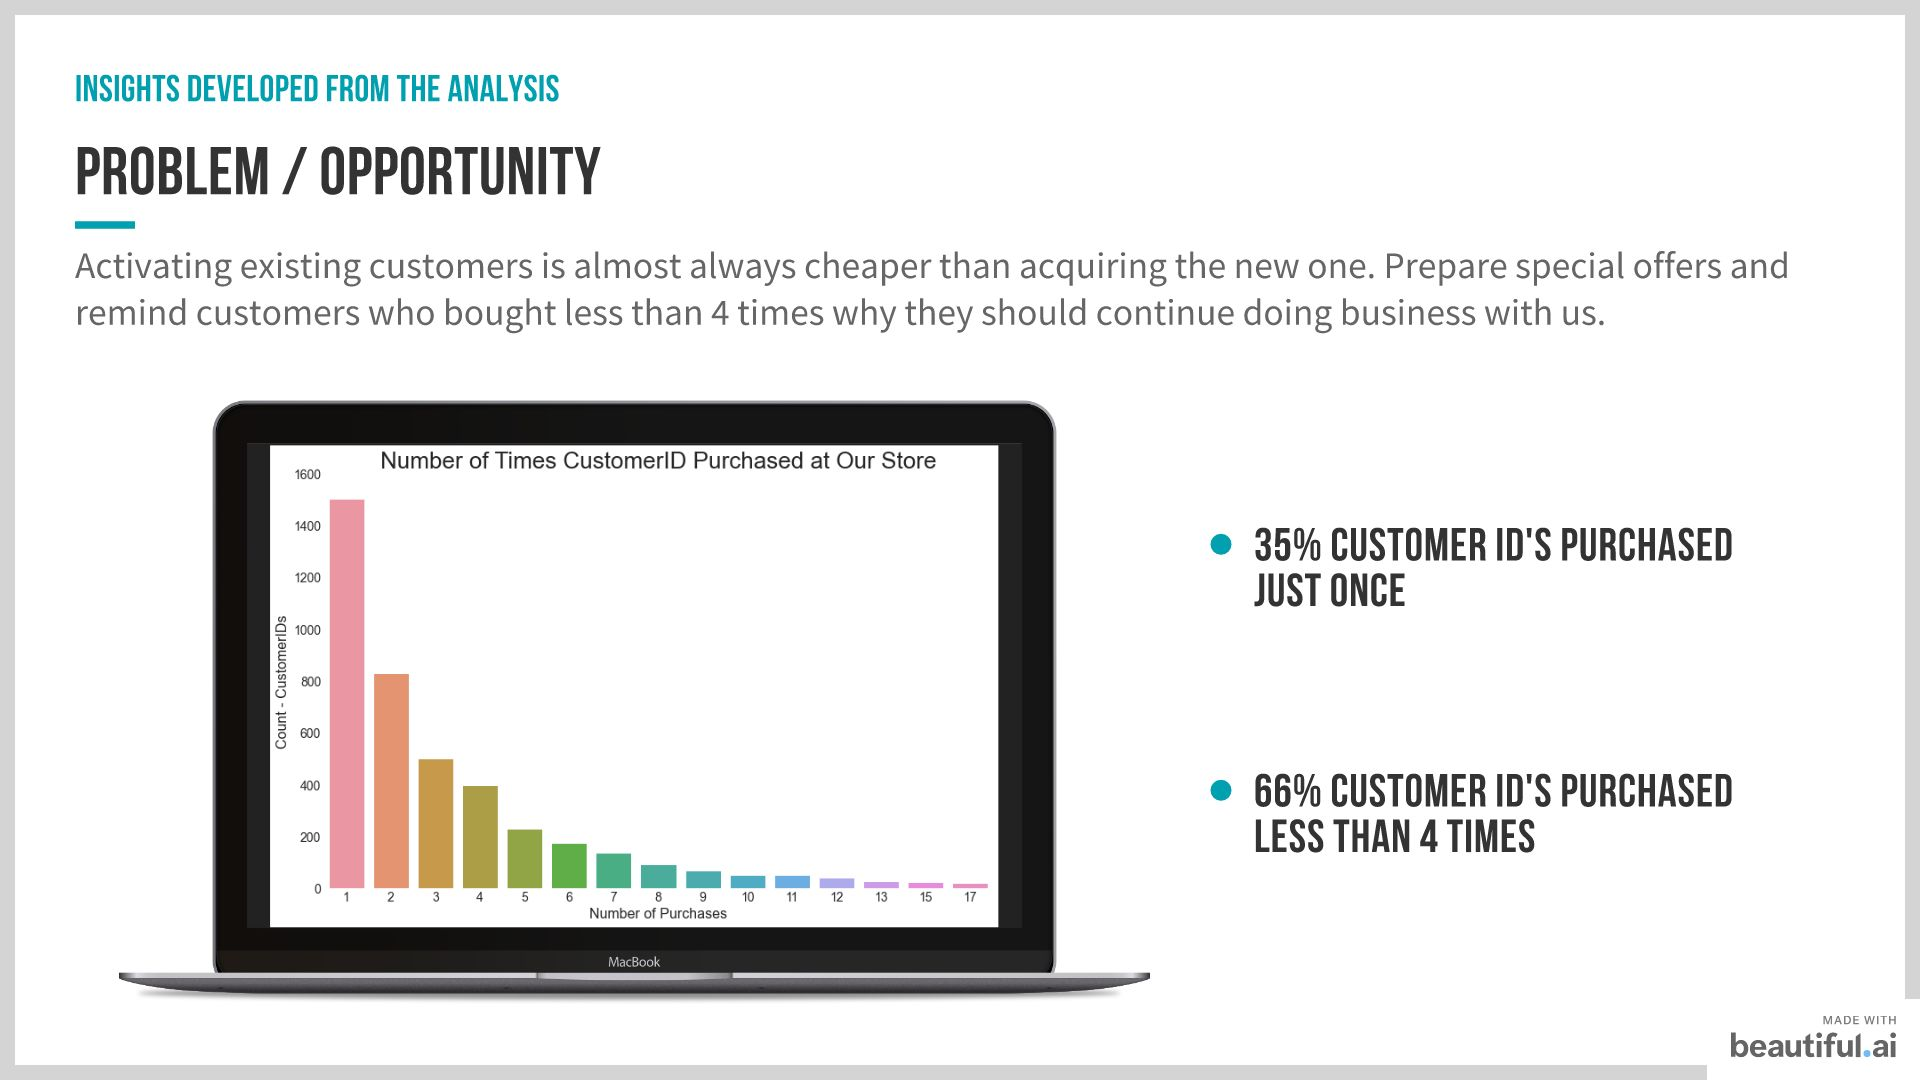 INSIGHTS DEVELOPED FROM THE ANALYSIS
PROBLEM / OPPORTUNITY
Activating existing customers is almost always cheaper than acquiring the new one. Prepare special offers and
remind customers who bought less than 4 times why they should continue doing business with us.
Number of Times CustomerID Purchased at Our Store
1600
1400
1200
1000
800
600
400
200
0
Count - CustomerIDs
1 2 3 4 5 6 7 8 9 10 11 12 13 15 17
Number of Purchases
MacBook
35% CUSTOMER ID'S PURCHASED
JUST ONCE
66% CUSTOMER ID'S PURCHASED
LESS THAN 4 TIMES
MADE WITH
beautiful.ai